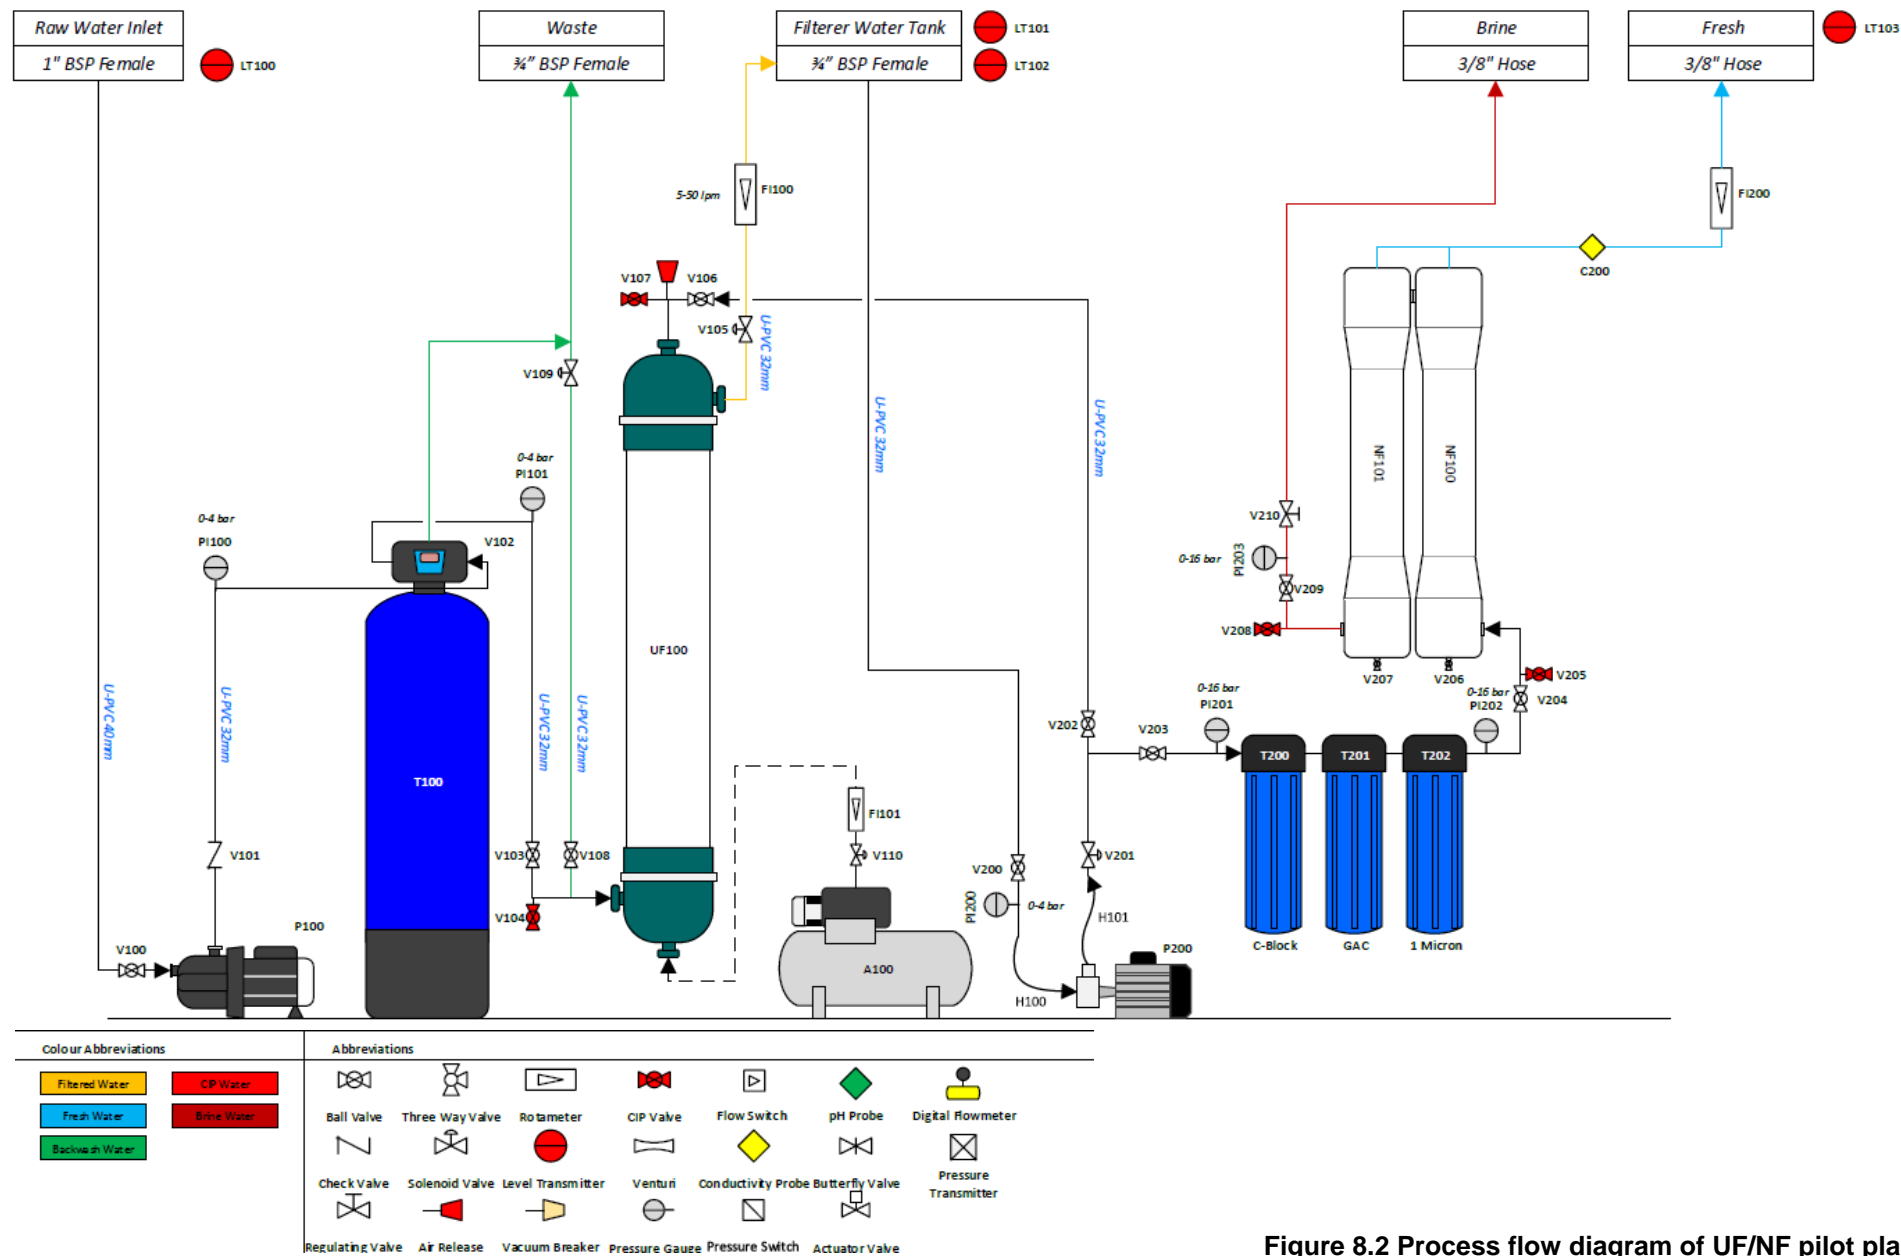 Raw Water Inlet
1" BSP Female
LT100
Waste
¾" BSP Female
Filterer Water Tank
¾" BSP Female
LT101
LT102
Brine
3/8" Hose
Fresh
3/8" Hose
LT103
5-50 lpm
FI100
FI200
C200
V107
V106
V105
U-PVC 32mm
V109
U-PVC 32mm
U-PVC 32mm
0-4 bar
PI101
0-4 bar
PI100
V102
NF101
NF100
V210
0-16 bar
PI203
V209
V208
V207
V206
V205
V204
0-16 bar
PI202
0-16 bar
PI201
UF100
U-PVC 40mm
U-PVC 32mm
U-PVC 32mm
U-PVC 32mm
T100
V202
V203
T200
T201
T202
C-Block
GAC
1 Micron
FI101
V110
V101
V103
V108
V104
V200
V201
PI200
0-4 bar
H101
H100
P200
A100
P100
V100
Colour Abbreviations
Filtered Water
CIP Water
Fresh Water
Brine Water
Backwash Water
Abbreviations
Ball Valve
Three Way Valve
Rotameter
CIP Valve
Flow Switch
pH Probe
Digital Flowmeter
Check Valve
Solenoid Valve
Level Transmitter
Venturi
Conductivity Probe
Butterfly Valve
Pressure
Transmitter
Regulating Valve
Air Release
Vacuum Breaker
Pressure Gauge
Pressure Switch
Actuator Valve
Figure 8.2 Process flow diagram of UF/NF pilot pla